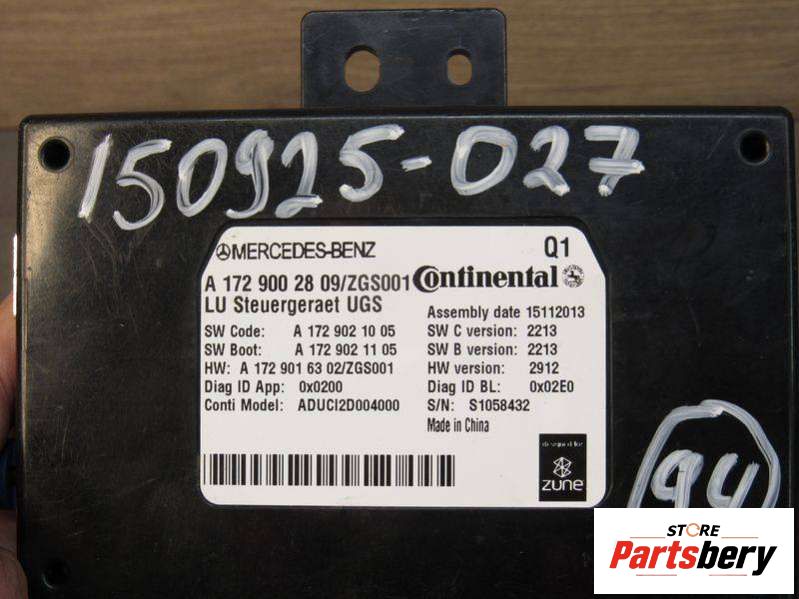 150925-027
MERCEDES-BENZ Q1
A 172 900 28 09/ZGS001 Continental
LU Steuergeraet UGS Assembly date 15112013
SW Code: A 172 902 10 05 SW C version: 2213
SW Boot: A 172 902 11 05 SW B version: 2213
HW: A 172 901 63 02/ZGS001 HW version: 2912
Diag ID App: 0x0200 Diag ID BL: 0x02E0
Conti Model: ADUCI2D004000 S/N: S1058432
Made in China
designed for
zune
94
STORE
Partsbery